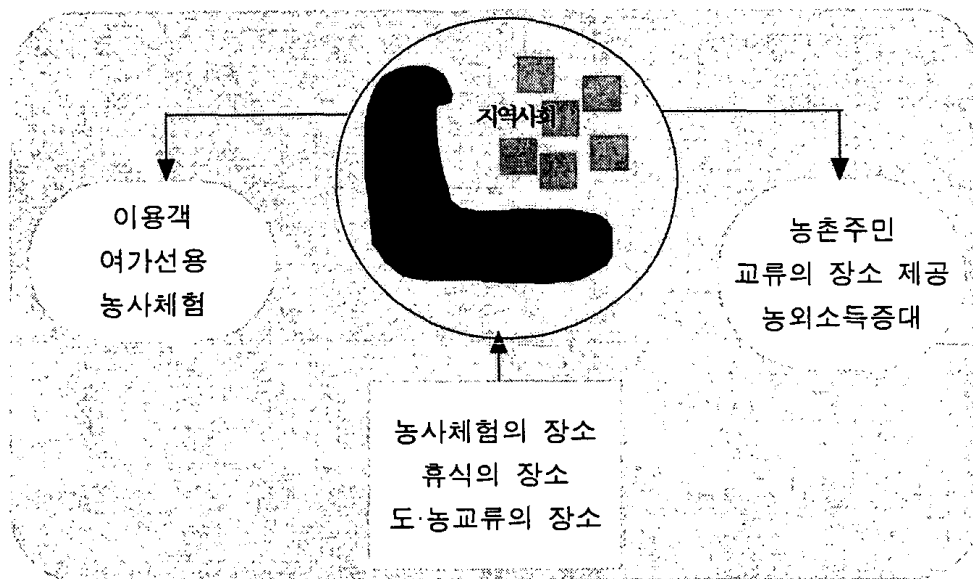 지역사회
이용객
여가선용
농사체험
농촌주민
교류의 장소 제공
농외소득증대
농사체험의 장소
휴식의 장소
도·농교류의 장소